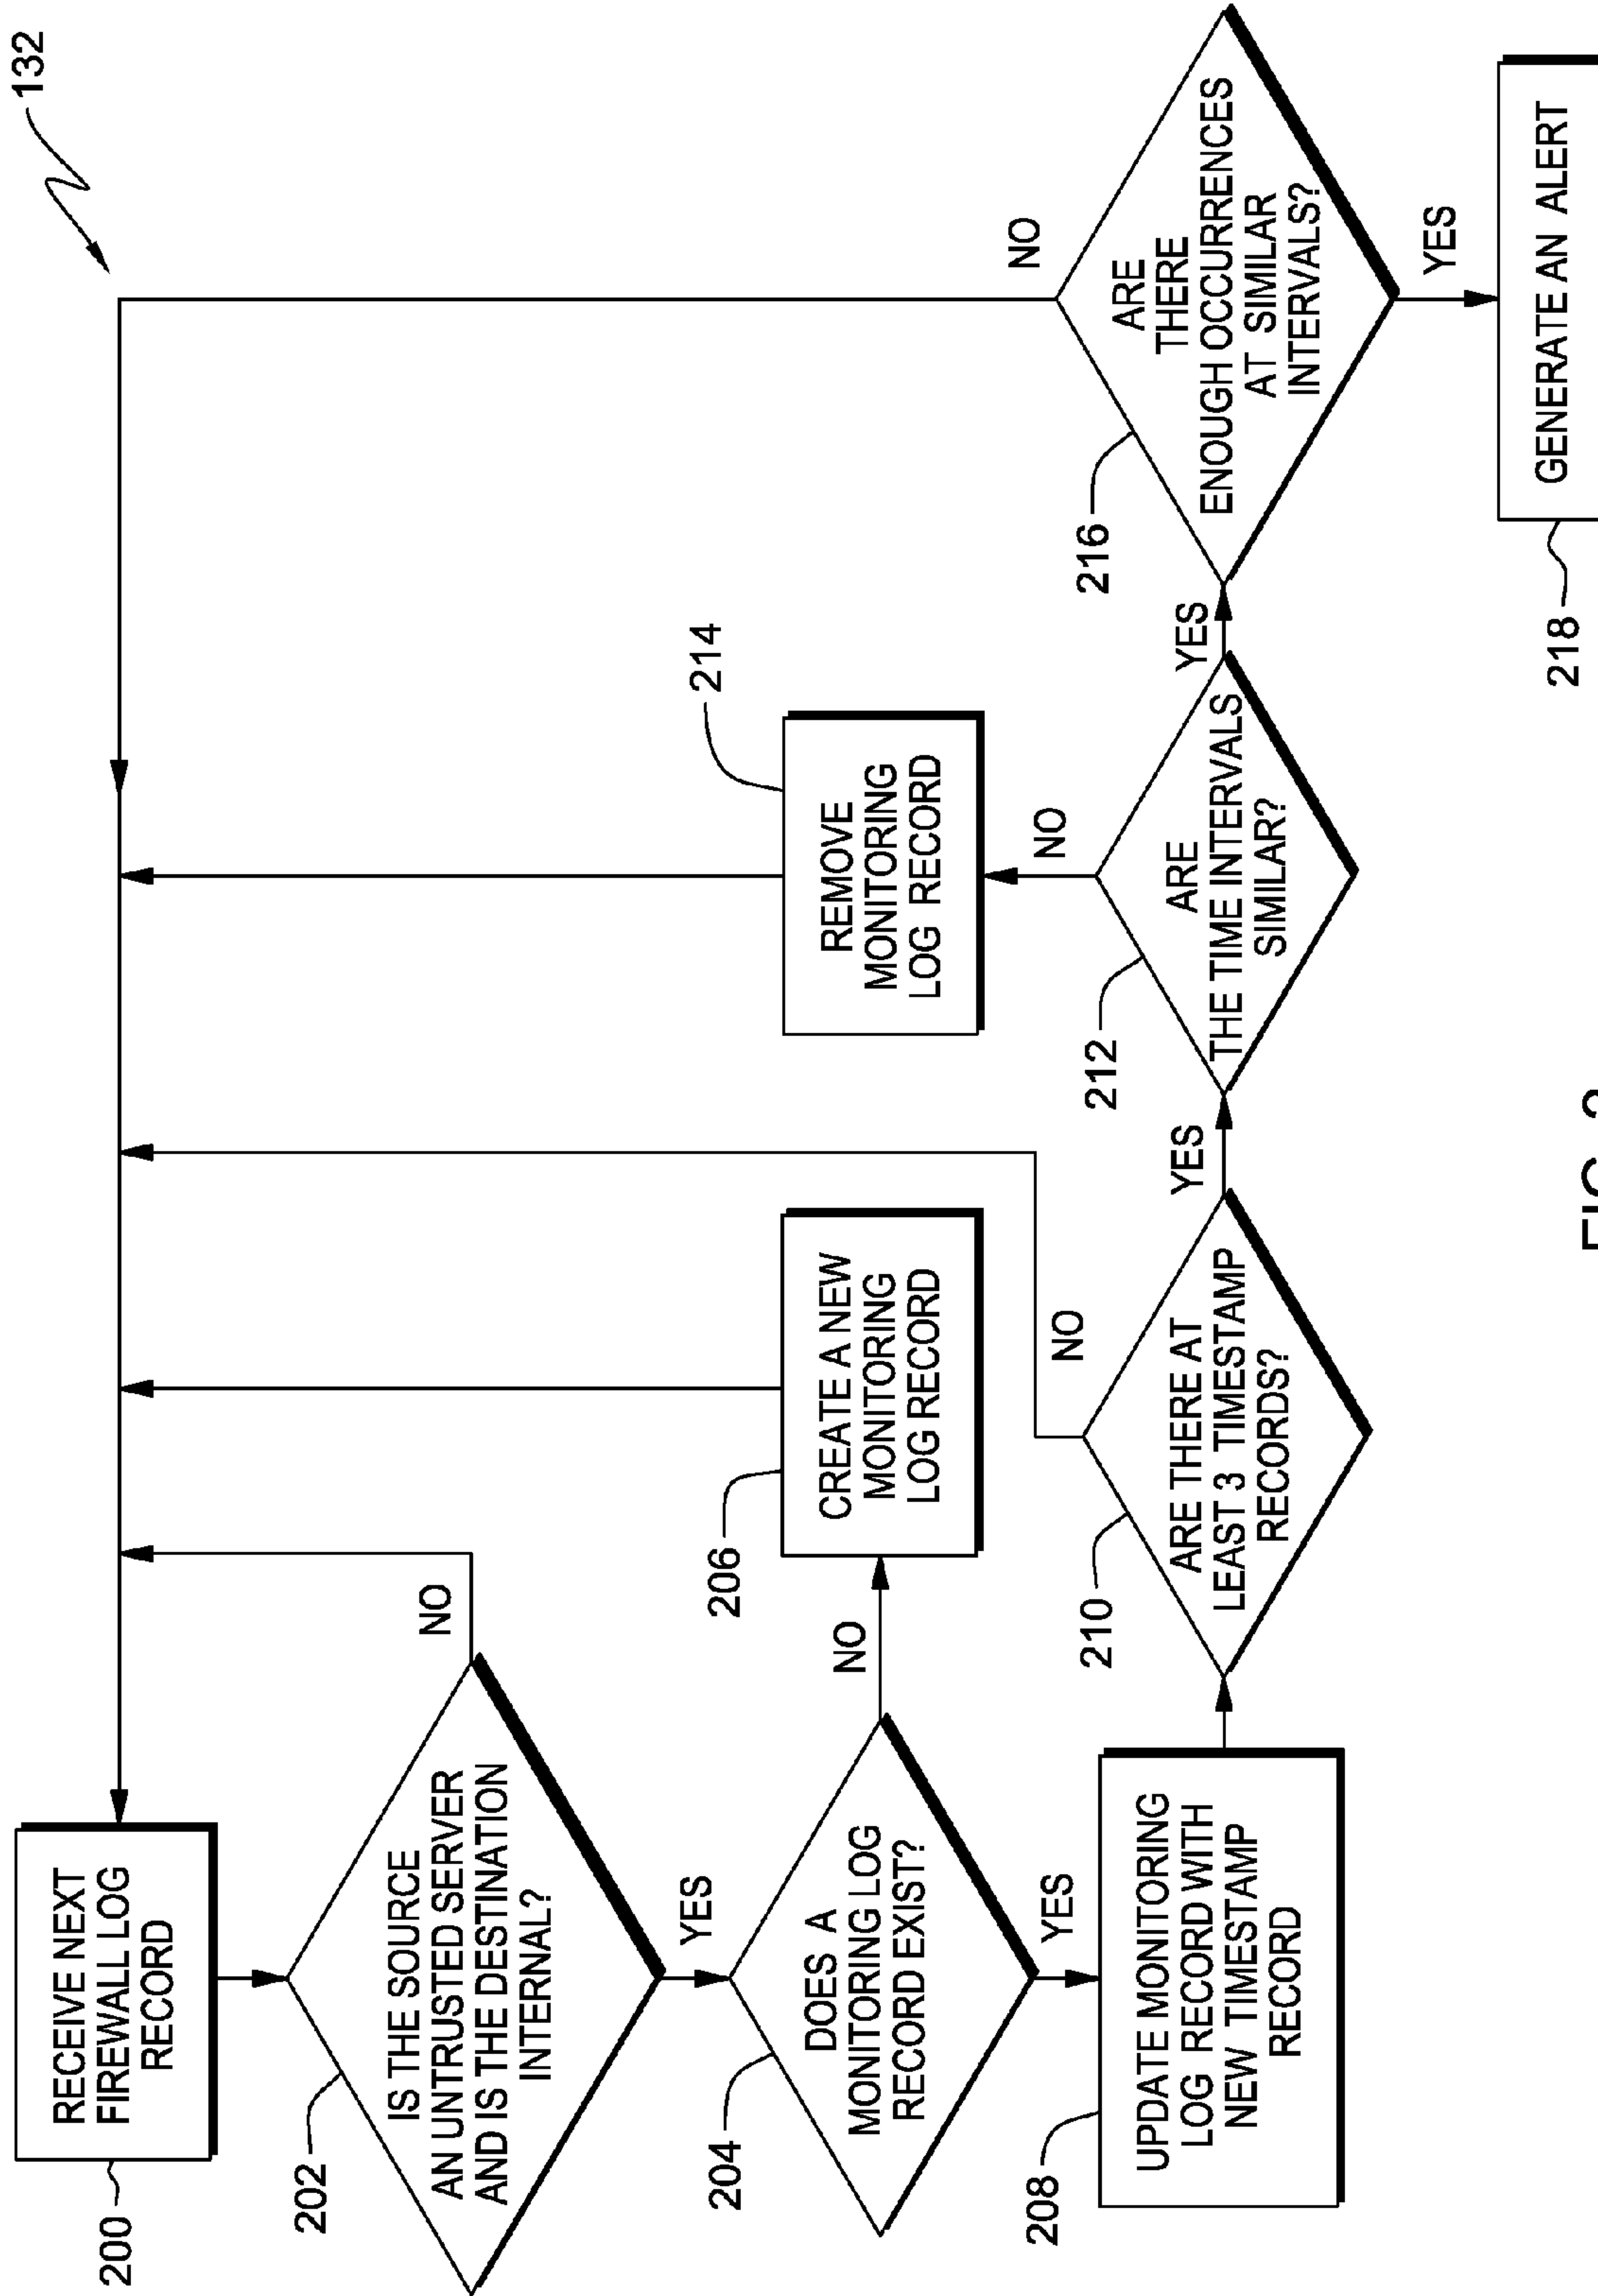 132
200
RECEIVE NEXT
FIREWALL LOG
RECORD
202
IS THE SOURCE
AN UNTRUSTED SERVER
AND IS THE DESTINATION
INTERNAL?
NO
YES
204
DOES A
MONITORING LOG
RECORD EXIST?
NO
YES
206
CREATE A NEW
MONITORING
LOG RECORD
208
UPDATE MONITORING
LOG RECORD WITH
NEW TIMESTAMP
RECORD
210
ARE THERE AT
LEAST 3 TIMESTAMP
RECORDS?
NO
YES
212
ARE
THE TIME INTERVALS
SIMILAR?
NO
YES
214
REMOVE
MONITORING
LOG RECORD
216
ARE
THERE
ENOUGH OCCURRENCES
AT SIMILAR
INTERVALS?
NO
YES
218
GENERATE AN ALERT